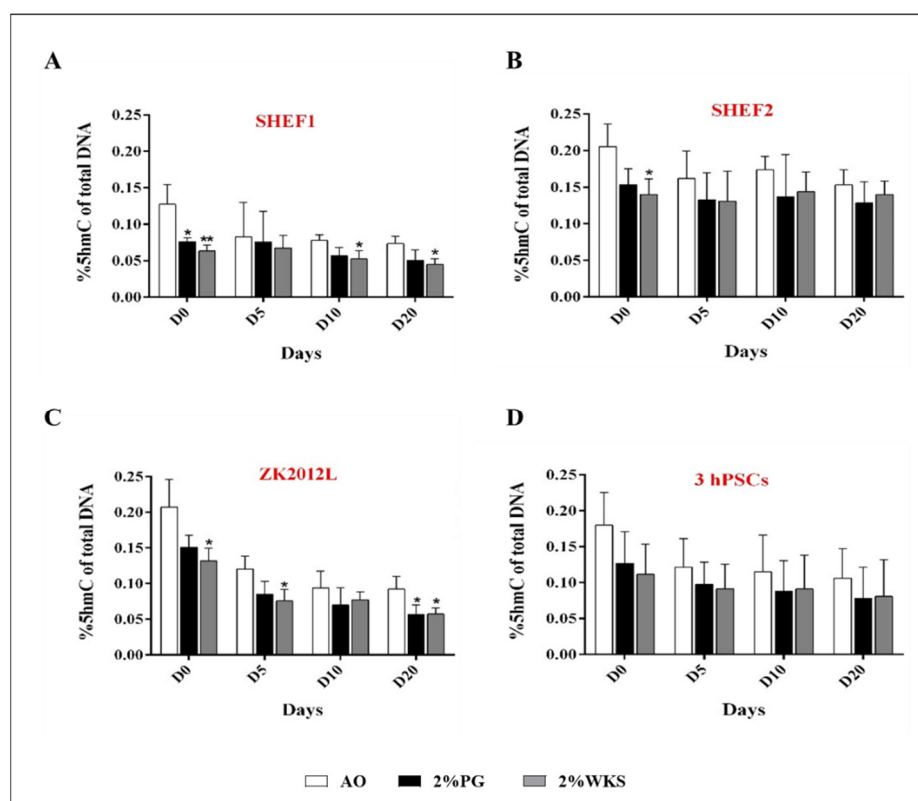 A
SHEF1
%5hmC of total DNA
0.25
0.20
0.15
0.10
0.05
0.00
*
**
*
*
D0 D5 D10 D20
Days
B
SHEF2
%5hmC of total DNA
0.25
0.20
0.15
0.10
0.05
0.00
*
D0 D5 D10 D20
Days
C
ZK2012L
%5hmC of total DNA
0.25
0.20
0.15
0.10
0.05
0.00
*
*
* *
D0 D5 D10 D20
Days
D
3 hPSCs
%5hmC of total DNA
0.25
0.20
0.15
0.10
0.05
0.00
D0 D5 D10 D20
Days
AO 2%PG 2%WKS